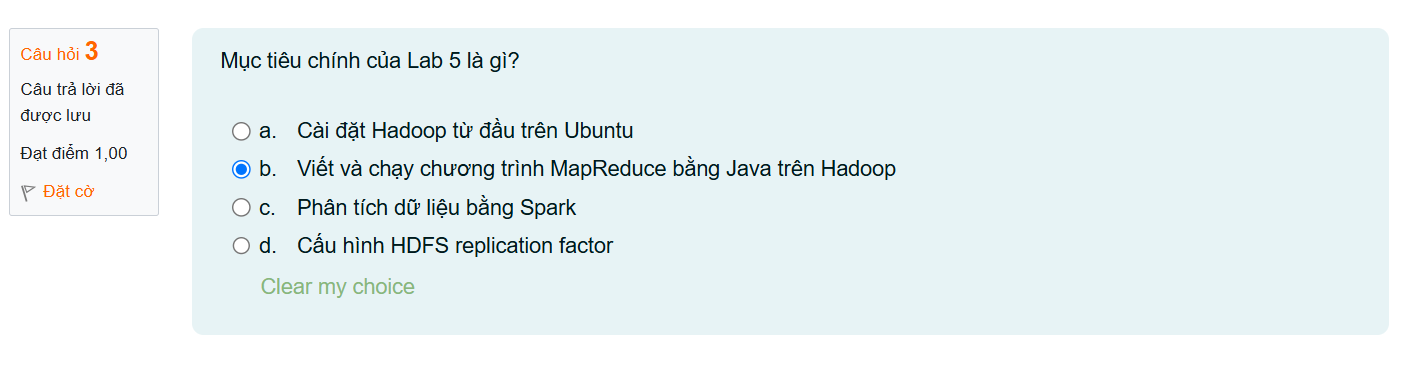 Câu hỏi 3
Câu trả lời đã
được lưu
Đạt điểm 1,00
Đặt cờ
Mục tiêu chính của Lab 5 là gì?
a. Cài đặt Hadoop từ đầu trên Ubuntu
b. Viết và chạy chương trình MapReduce bằng Java trên Hadoop
c. Phân tích dữ liệu bằng Spark
d. Cấu hình HDFS replication factor
Clear my choice